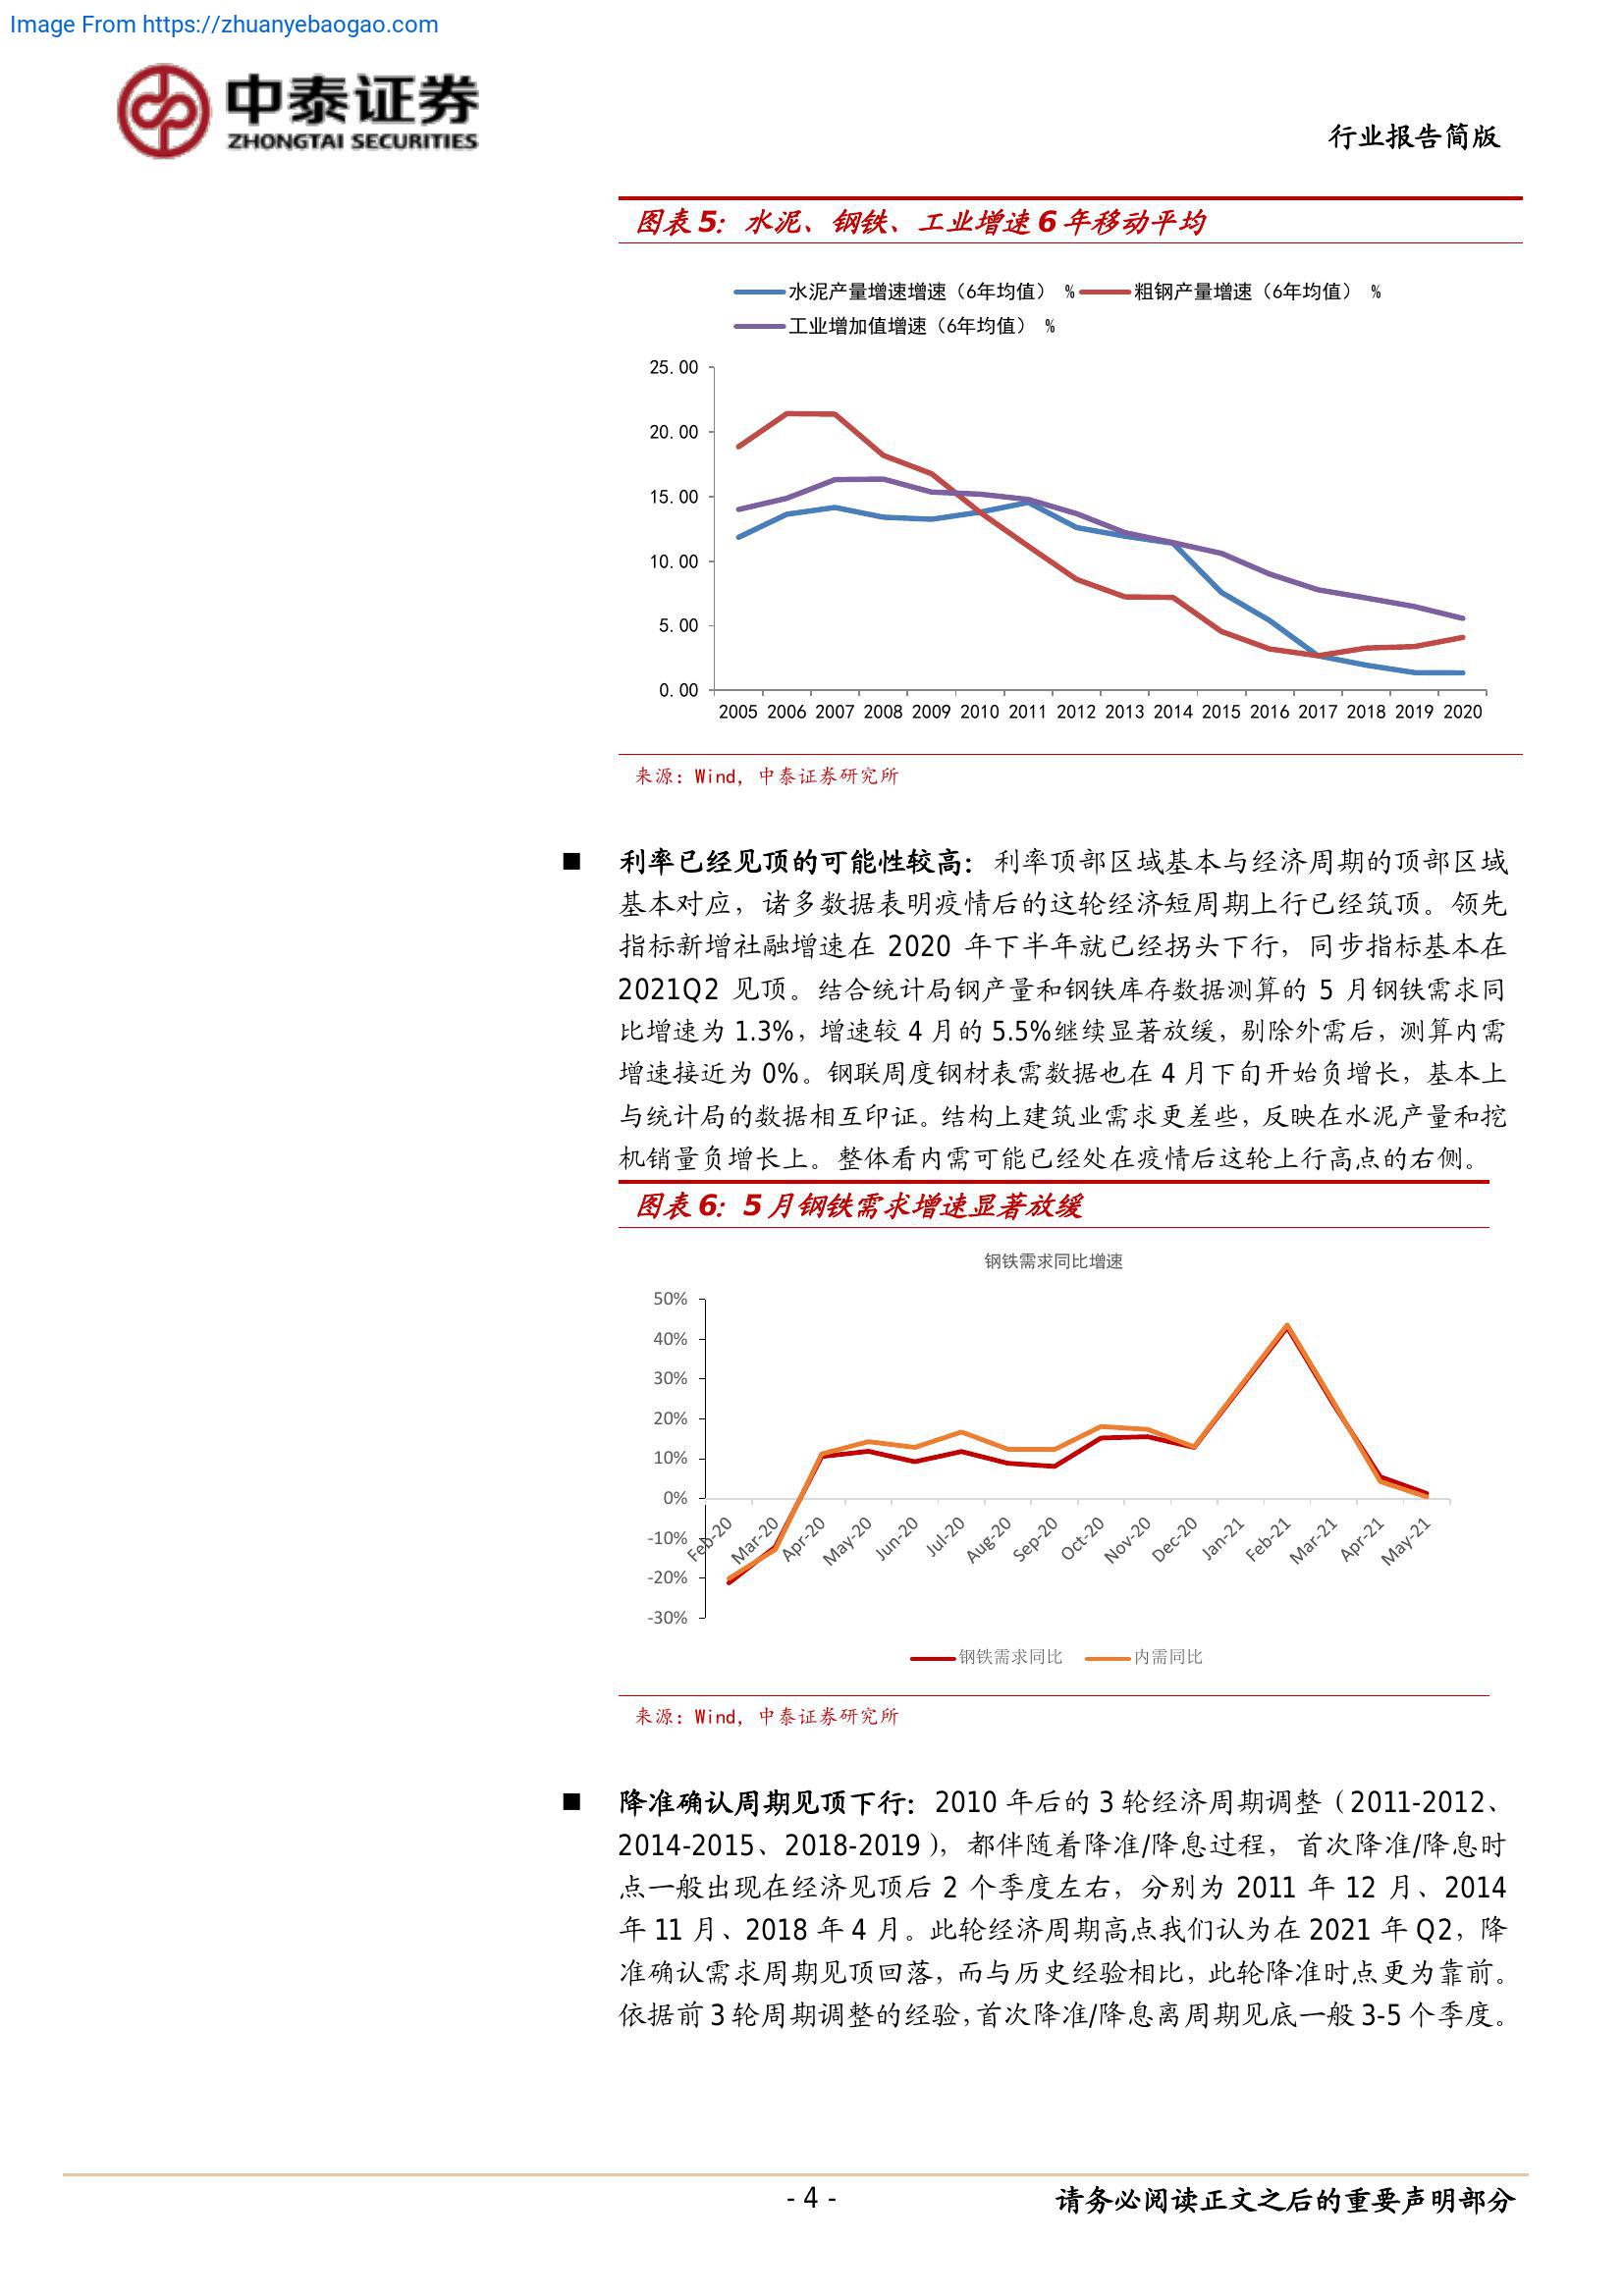 Image From https://zhuanyebaogao.com
中泰证券
ZHONGTAI SECURITIES
行业报告简版
图表5：水泥、钢铁、工业增速6年移动平均
水泥产量增速增速（6年均值） % 粗钢产量增速（6年均值） %
工业增加值增速（6年均值） %
25.00
20.00
15.00
10.00
5.00
0.00
2005 2006 2007 2008 2009 2010 2011 2012 2013 2014 2015 2016 2017 2018 2019 2020
来源：Wind，中泰证券研究所
■ 利率已经见顶的可能性较高：利率顶部区域基本与经济周期的顶部区域
基本对应，诸多数据表明疫情后的这轮经济短周期上行已经筑顶。领先
指标新增社融增速在 2020 年下半年就已经拐头下行，同步指标基本在
2021Q2 见顶。结合统计局钢产量和钢铁库存数据测算的 5 月钢铁需求同
比增速为 1.3%，增速较 4 月的 5.5%继续显著放缓，剔除外需后，测算内需
增速接近为 0%。钢联周度钢材表需数据也在 4 月下旬开始负增长，基本上
与统计局的数据相互印证。结构上建筑业需求更差些，反映在水泥产量和挖
机销量负增长上。整体看内需可能已经处在疫情后这轮上行高点的右侧。
图表6：5月钢铁需求增速显著放缓
钢铁需求同比增速
50%
40%
30%
20%
10%
0%
-10%
-20%
-30%
Feb-20 Mar-20 Apr-20 May-20 Jun-20 Jul-20 Aug-20 Sep-20 Oct-20 Nov-20 Dec-20 Jan-21 Feb-21 Mar-21 Apr-21 May-21
钢铁需求同比 内需同比
来源：Wind，中泰证券研究所
■ 降准确认周期见顶下行：2010 年后的 3 轮经济周期调整（2011-2012、
2014-2015、2018-2019），都伴随着降准/降息过程，首次降准/降息时
点一般出现在经济见顶后 2 个季度左右，分别为 2011 年 12 月、2014
年 11 月、2018 年 4 月。此轮经济周期高点我们认为在 2021 年 Q2，降
准确认需求周期见顶回落，而与历史经验相比，此轮降准时点更为靠前。
依据前 3 轮周期调整的经验，首次降准/降息离周期见底一般 3-5 个季度。
- 4 -
请务必阅读正文之后的重要声明部分